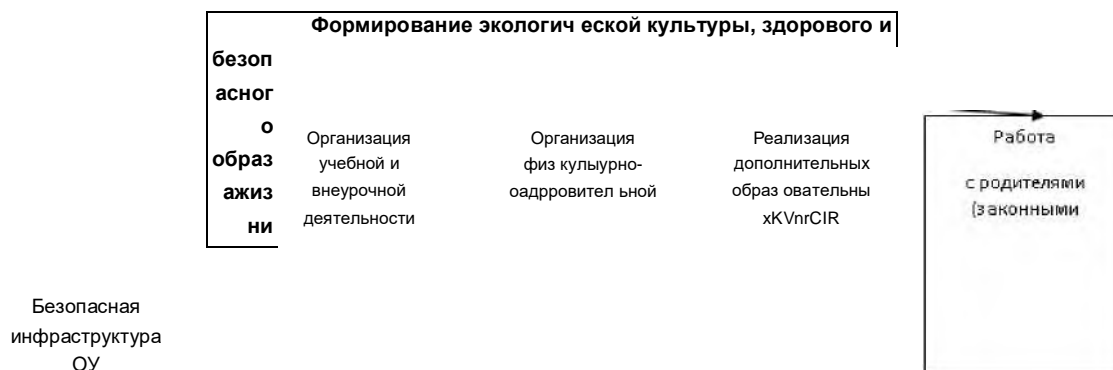 Формирование экологич еской культуры, здорового и
безоп
асног
о
образ
ажиз
ни
Организация
учебной и
внеурочной
деятельности
Организация
физ кулыурно-
оадрровител ьной
Реализация
дополнительных
образ овательны
xKVnrCIR
Работа
с родителями
(законными
Безопасная
инфраструктура
ОУ